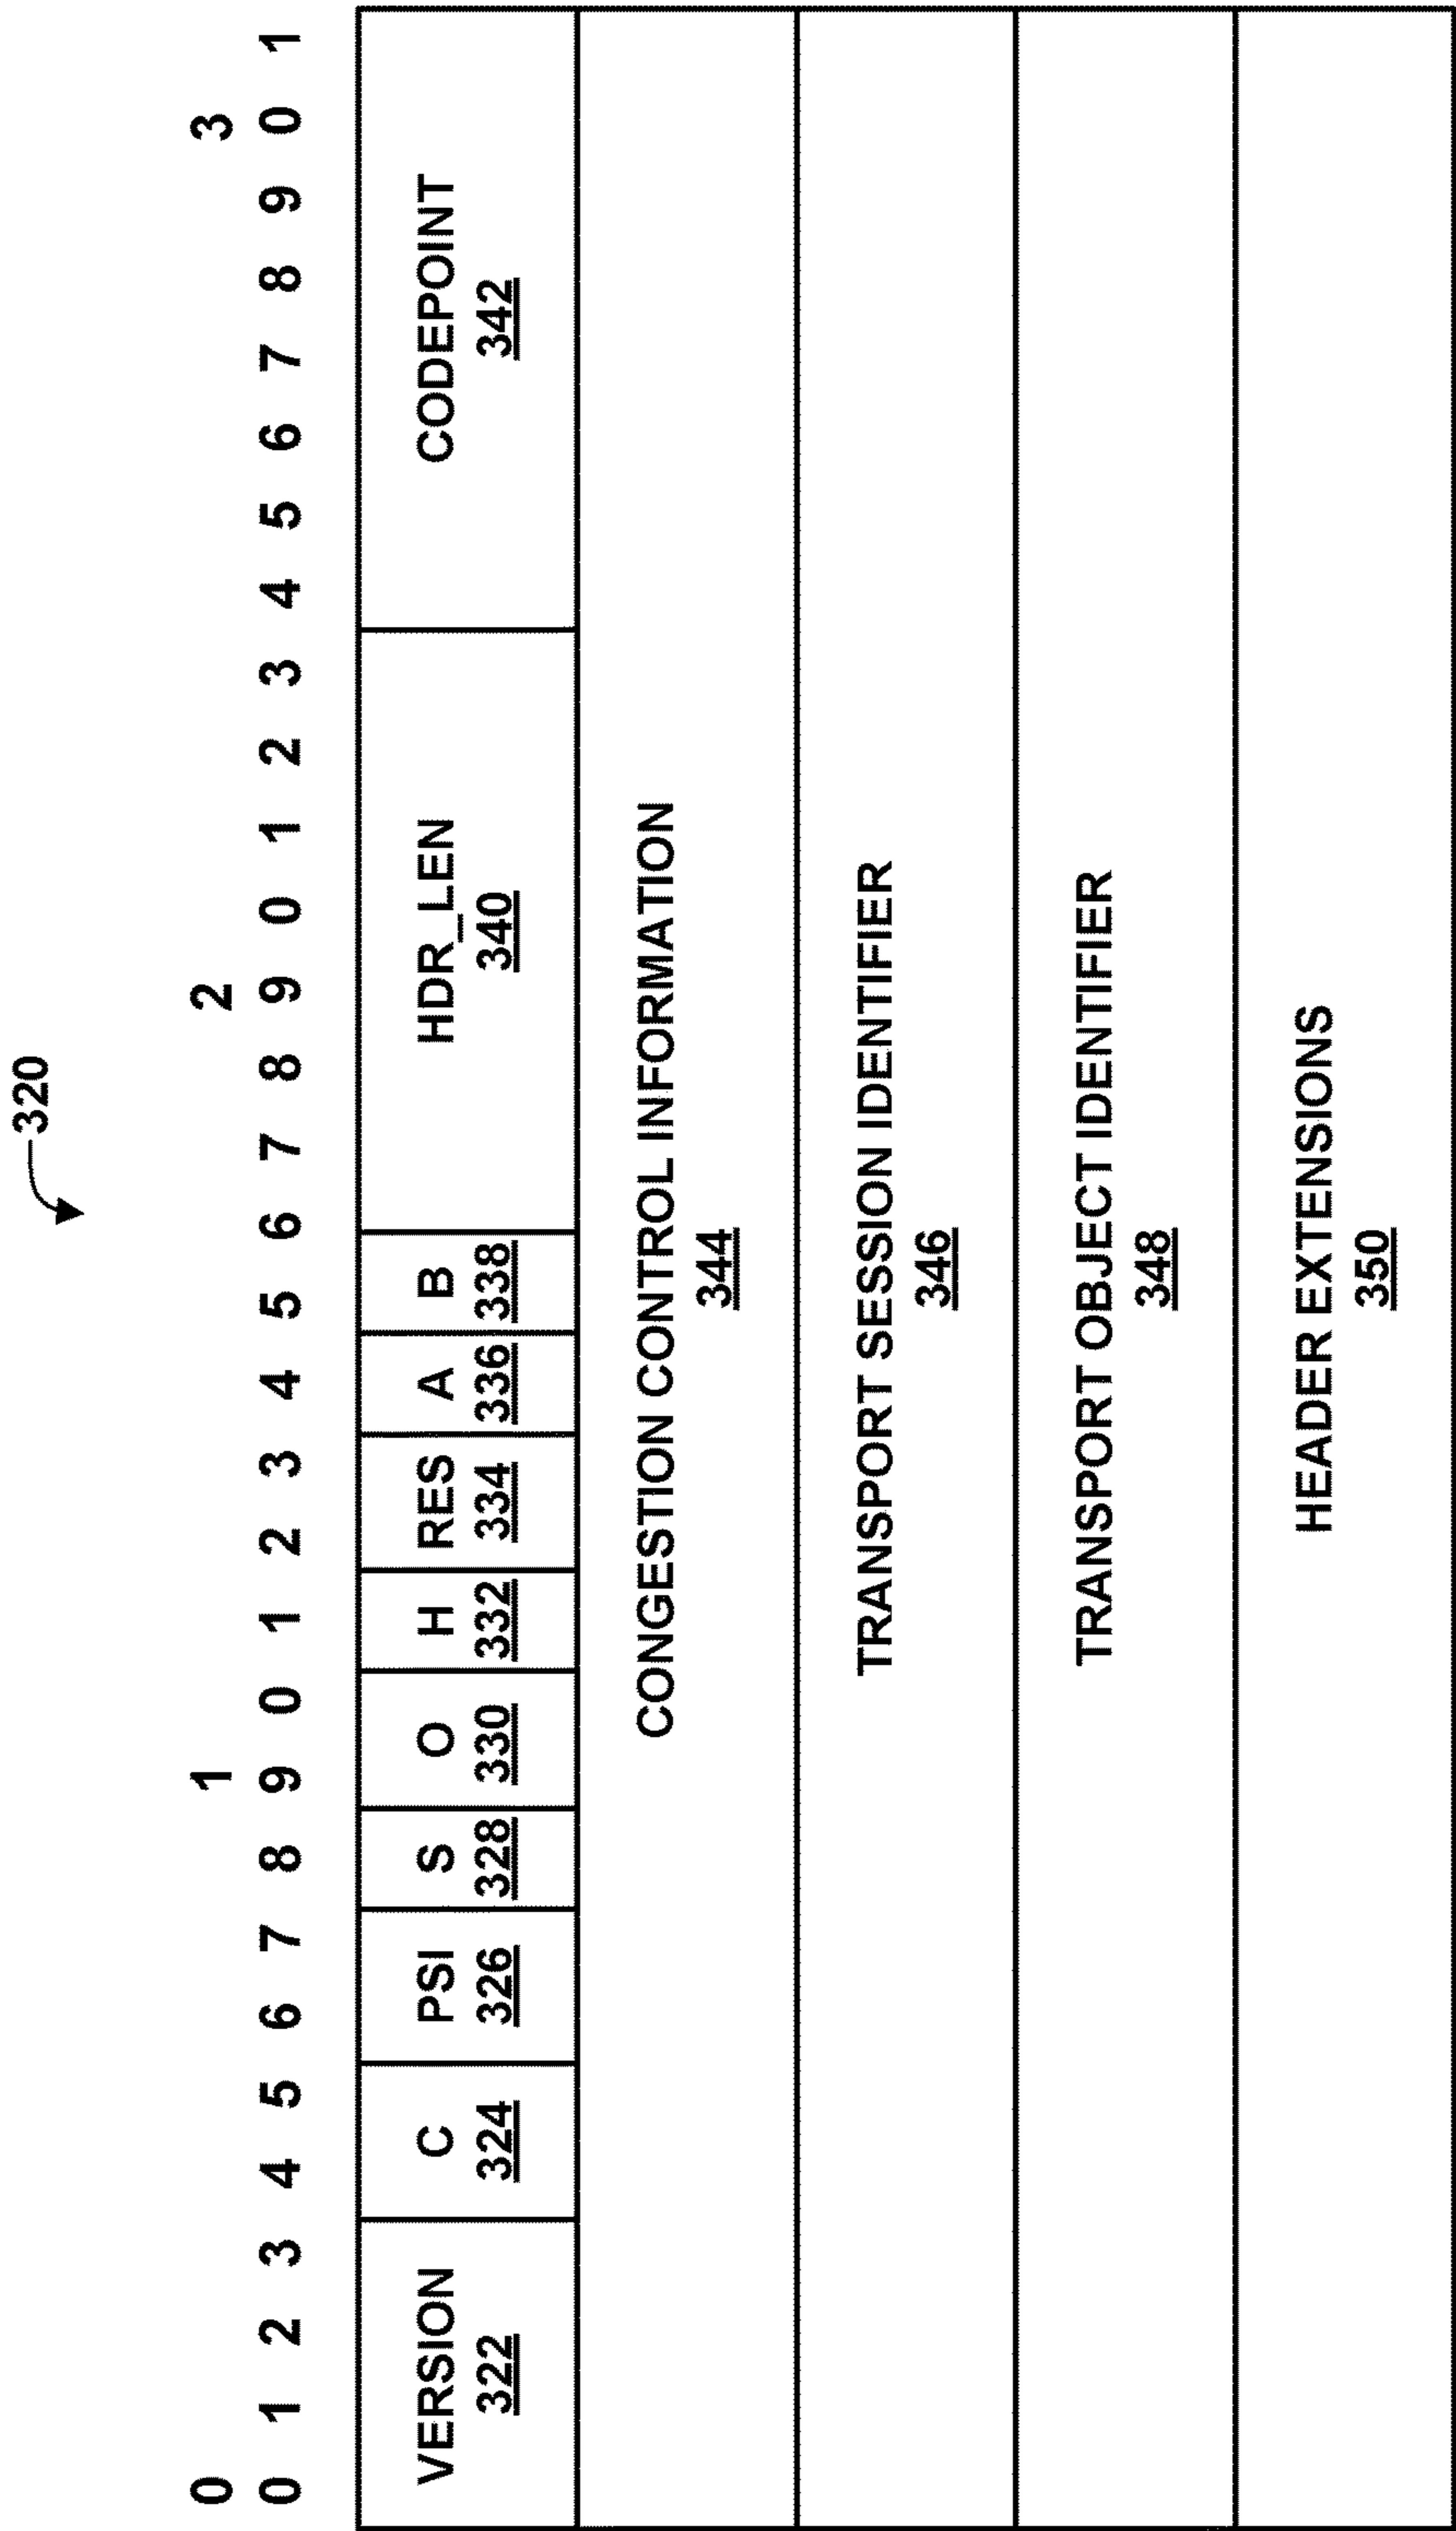 320
0 1 2 3
0 1 2 3 4 5 6 7 8 9 0 1 2 3 4 5 6 7 8 9 0 1 2 3 4 5 6 7 8 9 0 1
VERSION C PSI S O H RES A B HDR_LEN CODEPOINT
322 324 326 328 330 332 334 336 338 340 342
CONGESTION CONTROL INFORMATION
344
TRANSPORT SESSION IDENTIFIER
346
TRANSPORT OBJECT IDENTIFIER
348
HEADER EXTENSIONS
350